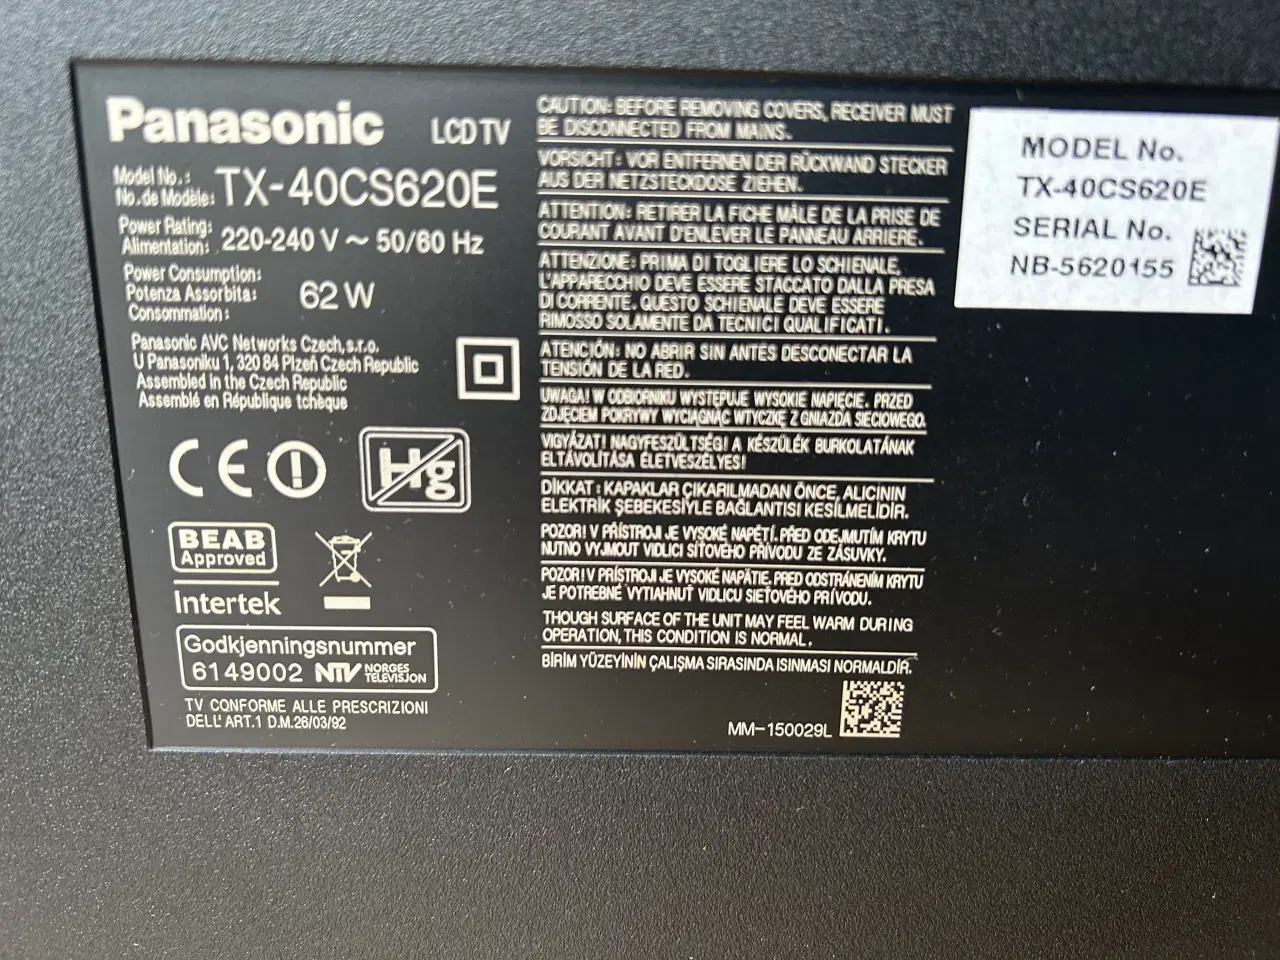 Panasonic LCD TV
Model No.:
No. de Modèle: TX-40CS620E
Power Rating:
Alimentation: 220-240 V ~ 50/60 Hz
Power Consumption:
Potenza Assorbita: 62 W
Consommation:
Panasonic AVC Networks Czech, s.r.o.
U Panasoniku 1, 320 84 Plzeň Czech Republic
Assembled in the Czech Republic
Assemblé en République tchèque
CE
Hg
BEAB
Approved
Intertek
Godkjenningsnummer
6149002 NTV NORGES
TELEVISJON
TV CONFORME ALLE PRESCRIZIONI
DELL' ART.1 D.M.26/03/92
CAUTION: BEFORE REMOVING COVERS, RECEIVER MUST
BE DISCONNECTED FROM MAINS.
VORSICHT: VOR ENTFERNEN DER RÜCKWAND STECKER
AUS DER NETZSTECKDOSE ZIEHEN.
ATTENTION: RETIRER LA FICHE MÂLE DE LA PRISE DE
COURANT AVANT D'ENLEVER LE PANNEAU ARRIERE.
ATTENZIONE: PRIMA DI TOGLIERE LO SCHIENALE,
L'APPARECCHIO DEVE ESSERE STACCATO DALLA PRESA
DI CORRENTE. QUESTO SCHIENALE DEVE ESSERE
RIMOSSO SOLAMENTE DA TECNICI QUALIFICATI.
ATENCIÓN: NO ABRIR SIN ANTES DESCONECTAR LA
TENSIÓN DE LA RED.
UWAGA! W ODBIORNIKU WYSTĘPUJE WYSOKIE NAPIĘCIE. PRZED
ZDJĘCIEM POKRYWY WYCIĄGNĄĆ WTYCZKĘ Z GNIAZDA SIECIOWEGO.
VIGYÁZAT! NAGYFESZÜLTSÉG! A KÉSZÜLÉK BURKOLATÁNAK
ELTÁVOLÍTÁSA ÉLETVESZÉLYES!
DİKKAT: KAPAKLAR ÇIKARILMADAN ÖNCE, ALICININ
ELEKTRİK ŞEBEKESİYLE BAĞLANTISI KESİLMELİDİR.
POZOR! V PŘÍSTROJI JE VYSOKÉ NAPĚTÍ. PŘED ODEJMUTÍM KRYTU
NUTNO VYJMOUT VIDLICI SÍŤOVÉHO PŘÍVODU ZE ZÁSUVKY.
POZOR! V PRÍSTROJI JE VYSOKÉ NAPÄTIE. PRED ODSTRÁNENÍM KRYTU
JE POTREBNÉ VYTIAHNUŤ VIDLICU SIEŤOVÉHO PRÍVODU.
THOUGH SURFACE OF THE UNIT MAY FEEL WARM DURING
OPERATION, THIS CONDITION IS NORMAL.
BİRİM YÜZEYİNİN ÇALIŞMA SIRASINDA ISINMASI NORMALDİR.
MM-150029L
MODEL No.
TX-40CS620E
SERIAL No.
NB-5620155